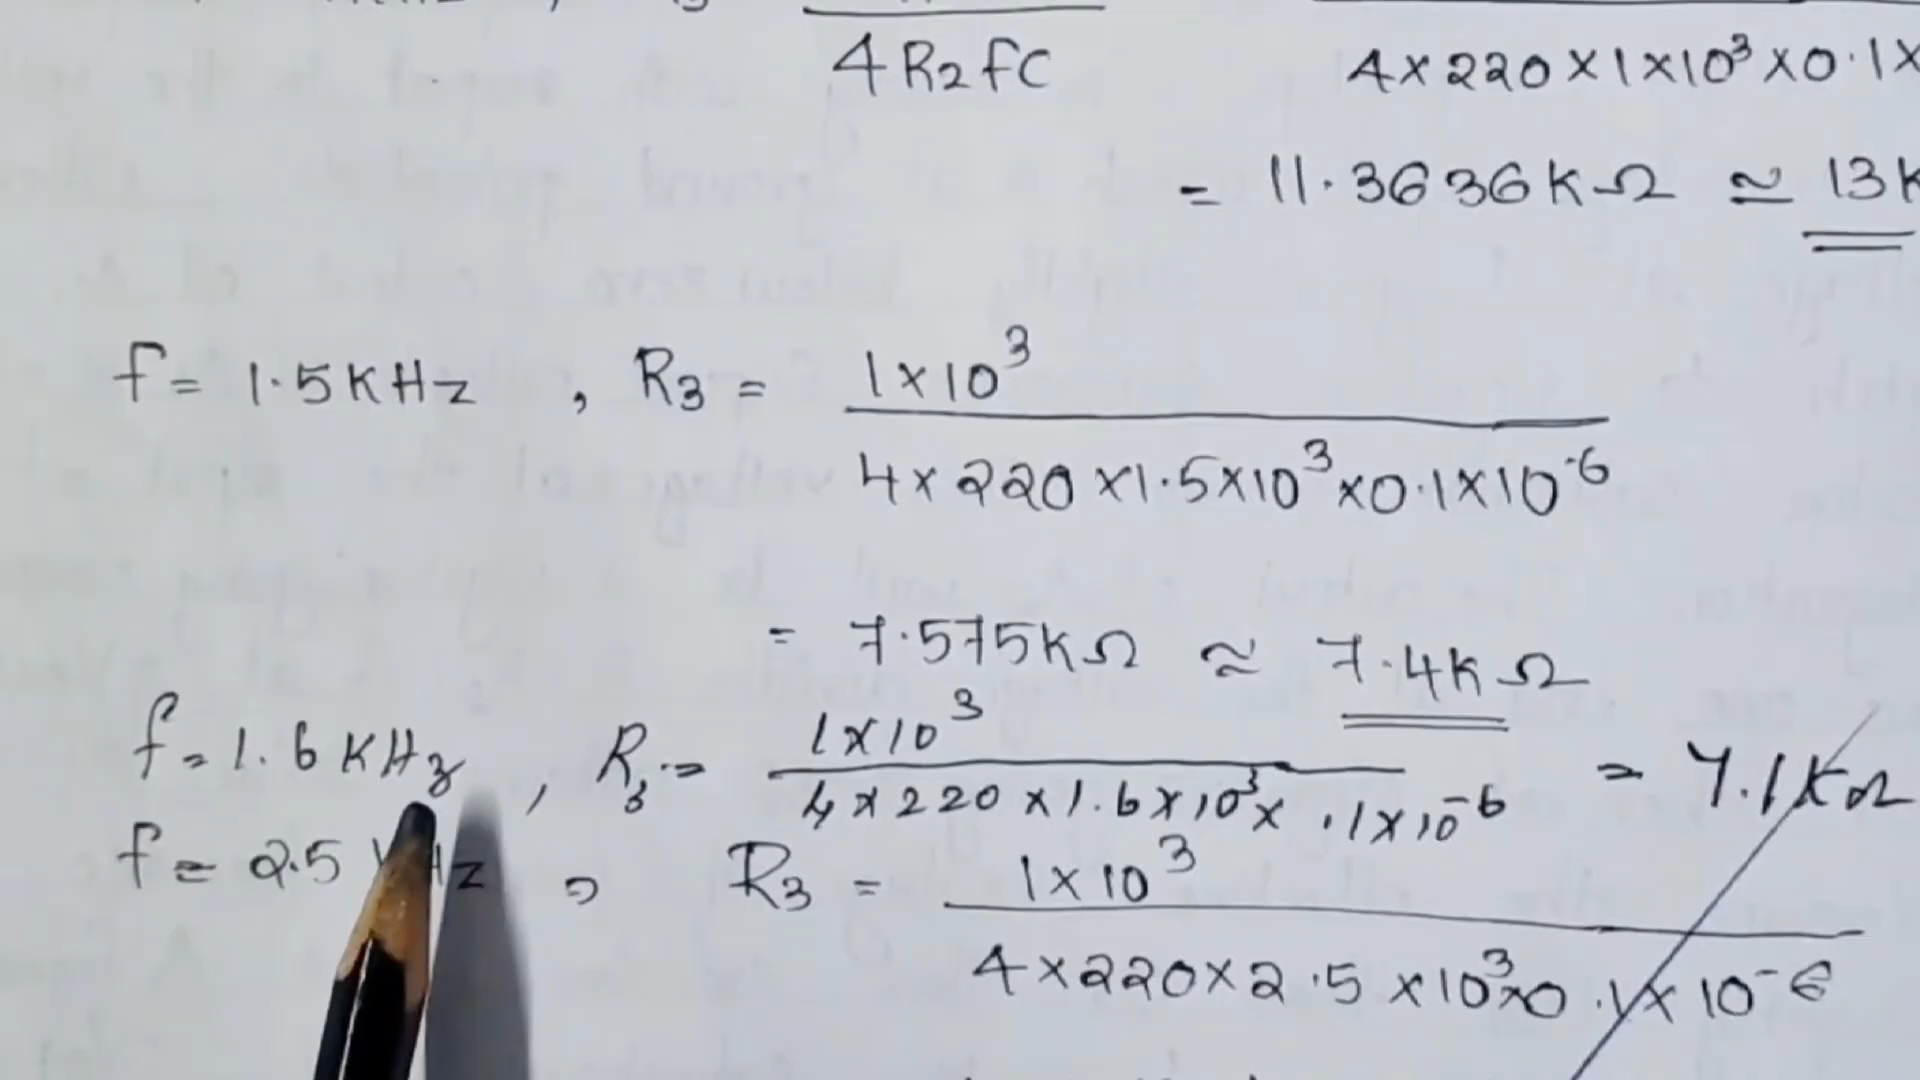 4R₂fC
4×220×1×10³×0.1×
= 11.3636KΩ ≃ 13K
f = 1.5KHz , R₃ = 1×10³
4×220×1.5×10³×0.1×10⁻⁶
= 7.575KΩ ≃ 7.4KΩ
f = 1.6KHz , R₃ = 1×10³ / 4×220×1.6×10³×.1×10⁻⁶ = 7.1KΩ
f = 2.5 KHz , R₃ = 1×10³
4×220×2.5×10³×0.1×10⁻⁶